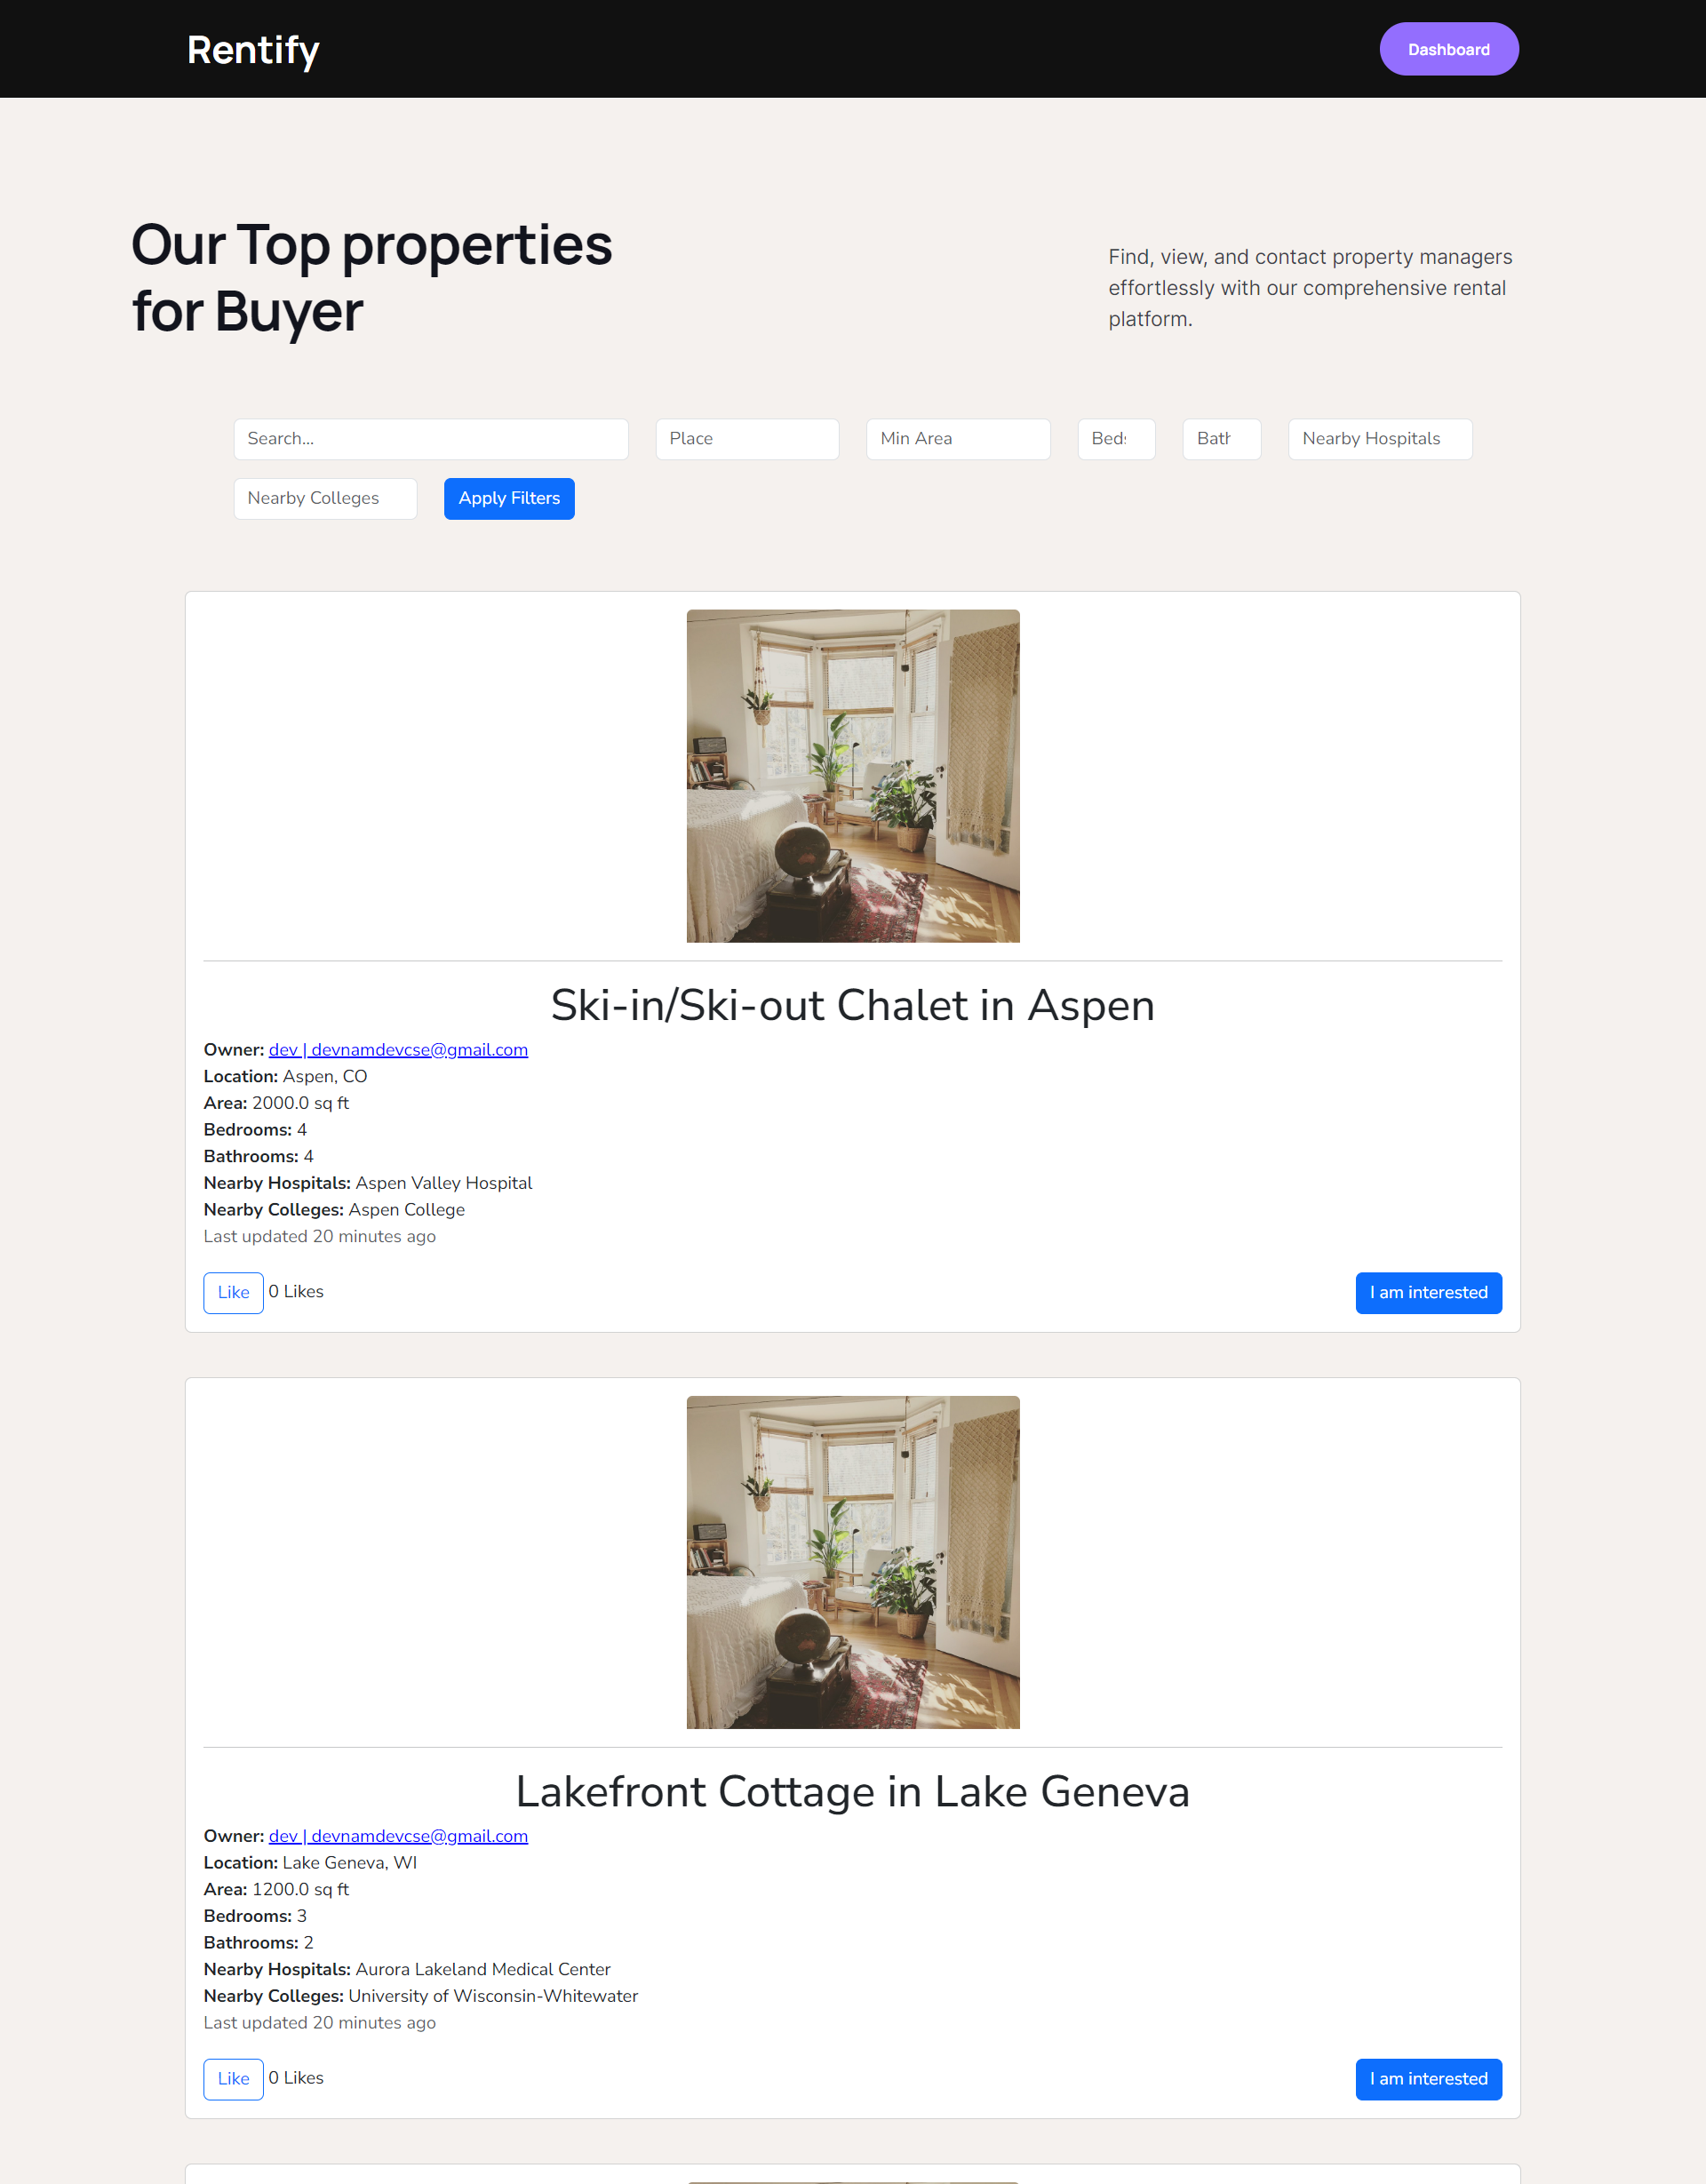 Rentify
Dashboard
Our Top properties
for Buyer
Find, view, and contact property managers
effortlessly with our comprehensive rental
platform.
Search...
Place
Min Area
Beds
Bath
Nearby Hospitals
Nearby Colleges
Apply Filters
Ski-in/Ski-out Chalet in Aspen
Owner: dev | devnamdevcse@gmail.com
Location: Aspen, CO
Area: 2000.0 sq ft
Bedrooms: 4
Bathrooms: 4
Nearby Hospitals: Aspen Valley Hospital
Nearby Colleges: Aspen College
Last updated 20 minutes ago
Like 0 Likes
I am interested
Lakefront Cottage in Lake Geneva
Owner: dev | devnamdevcse@gmail.com
Location: Lake Geneva, WI
Area: 1200.0 sq ft
Bedrooms: 3
Bathrooms: 2
Nearby Hospitals: Aurora Lakeland Medical Center
Nearby Colleges: University of Wisconsin-Whitewater
Last updated 20 minutes ago
Like 0 Likes
I am interested